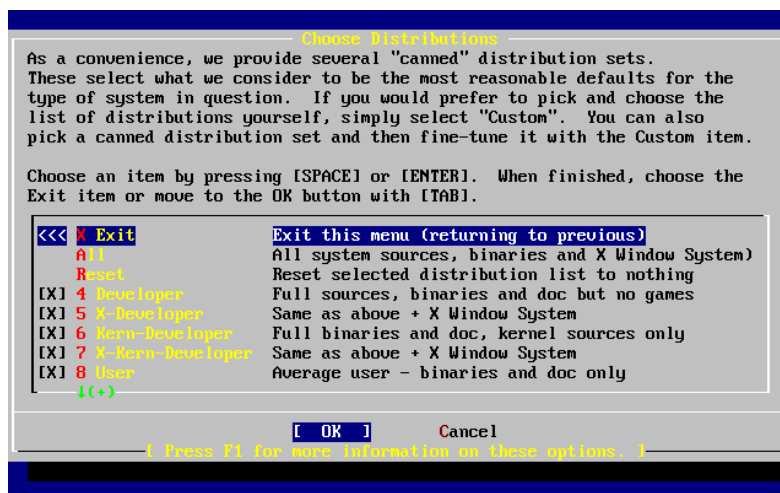 Choose Distributions
As a convenience, we provide several "canned" distribution sets.
These select what we consider to be the most reasonable defaults for the
type of system in question.  If you would prefer to pick and choose the
list of distributions yourself, simply select "Custom".  You can also
pick a canned distribution set and then fine-tune it with the Custom item.
Choose an item by pressing [SPACE] or [ENTER].  When finished, choose the
Exit item or move to the OK button with [TAB].
<<< X Exit Exit this menu (returning to previous)
All All system sources, binaries and X Window System)
Reset Reset selected distribution list to nothing
[X] 4 Developer Full sources, binaries and doc but no games
[X] 5 X-Developer Same as above + X Window System
[X] 6 Kern-Developer Full binaries and doc, kernel sources only
[X] 7 X-Kern-Developer Same as above + X Window System
[X] 8 User Average user - binaries and doc only
↓(+)
[ OK ] Cancel
[ Press F1 for more information on these options. ]